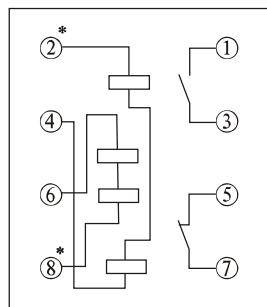 * ② ①
④ ③
⑥ ⑤
* ⑧ ⑦